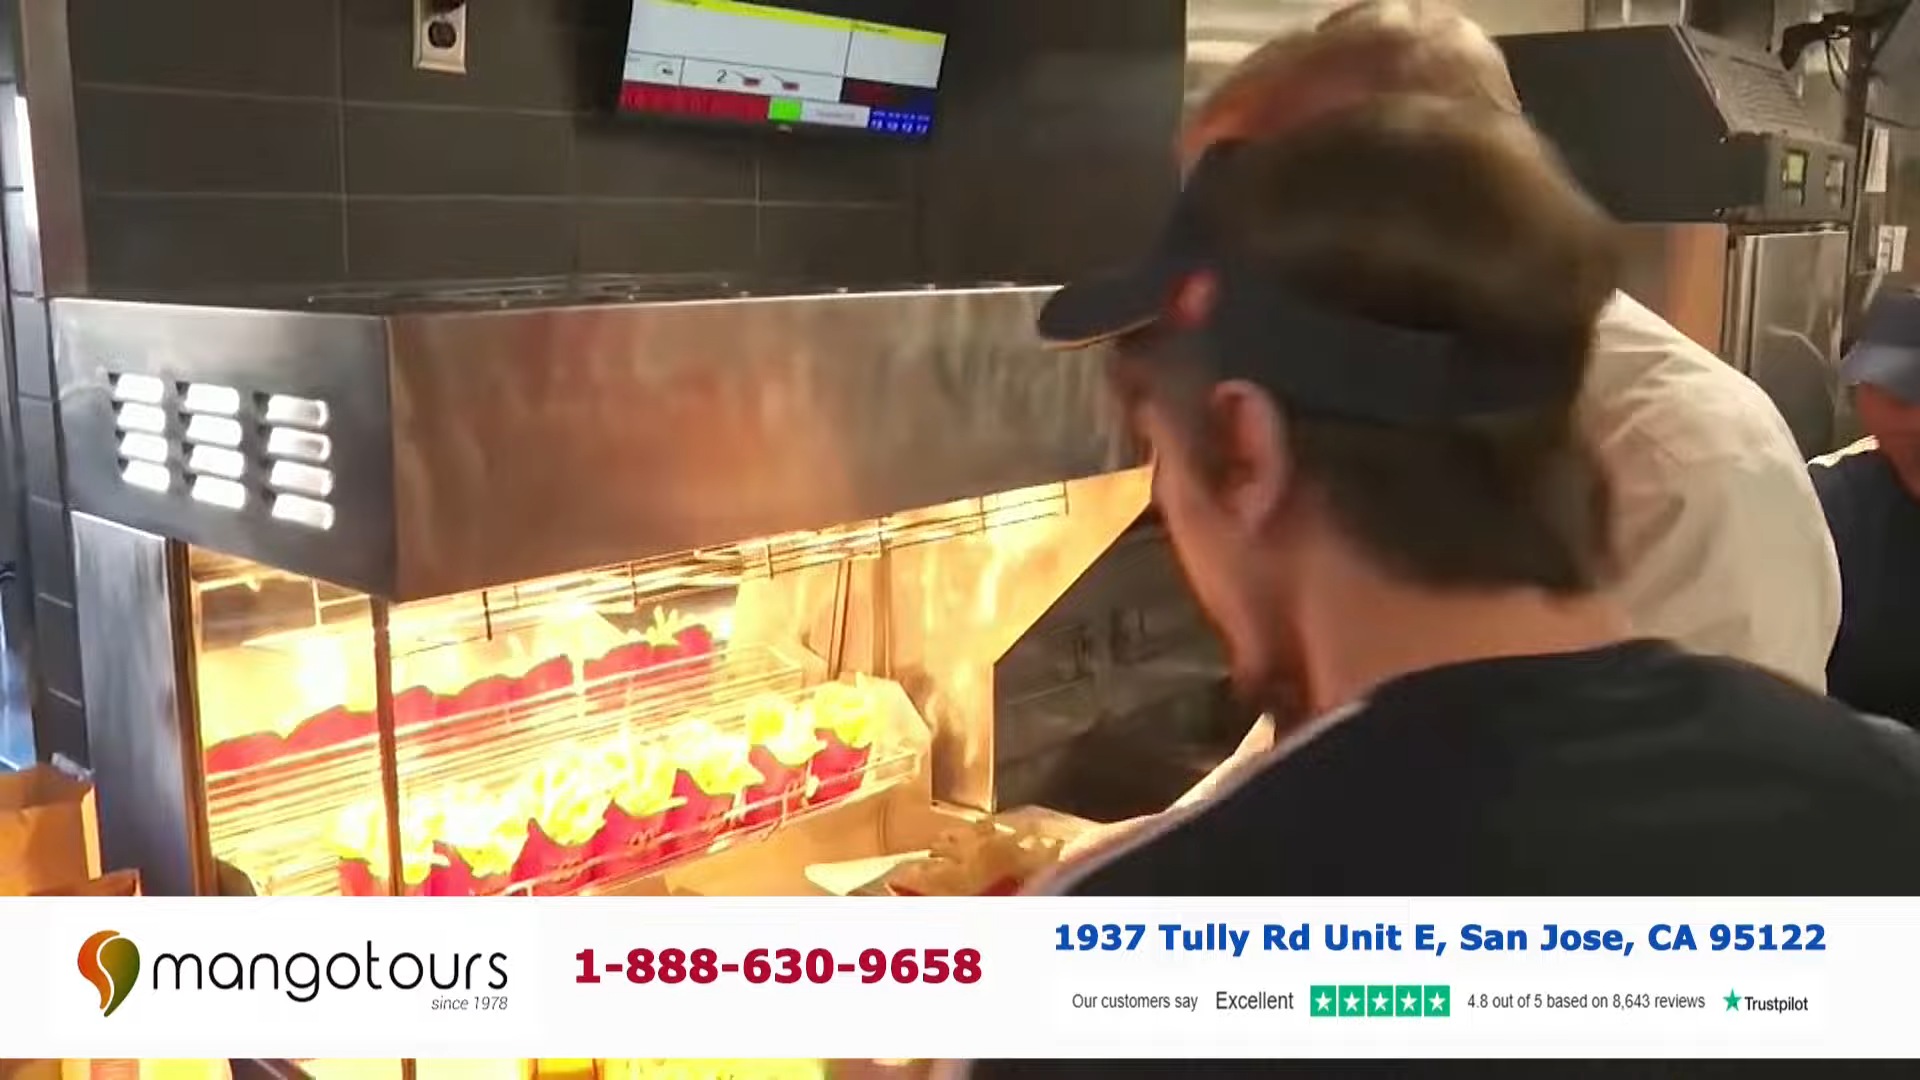 2
mangotours
since 1978
1-888-630-9658
1937 Tully Rd Unit E, San Jose, CA 95122
Our customers say Excellent 4.8 out of 5 based on 8,643 reviews Trustpilot